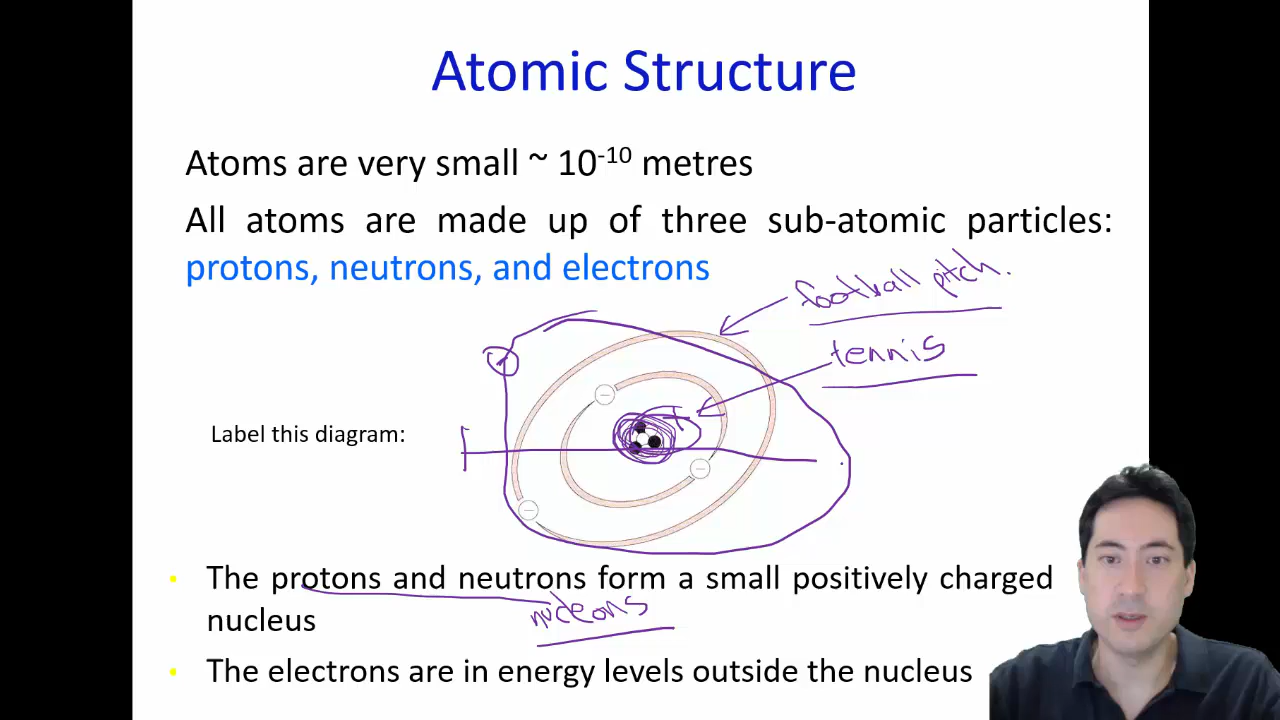 Atomic Structure
Atoms are very small ~ 10⁻¹⁰ metres
All atoms are made up of three sub-atomic particles:
protons, neutrons, and electrons
football pitch.
tennis
+
−
Label this diagram:
−
−
• The protons and neutrons form a small positively charged
nucleus
nucleons
• The electrons are in energy levels outside the nucleus